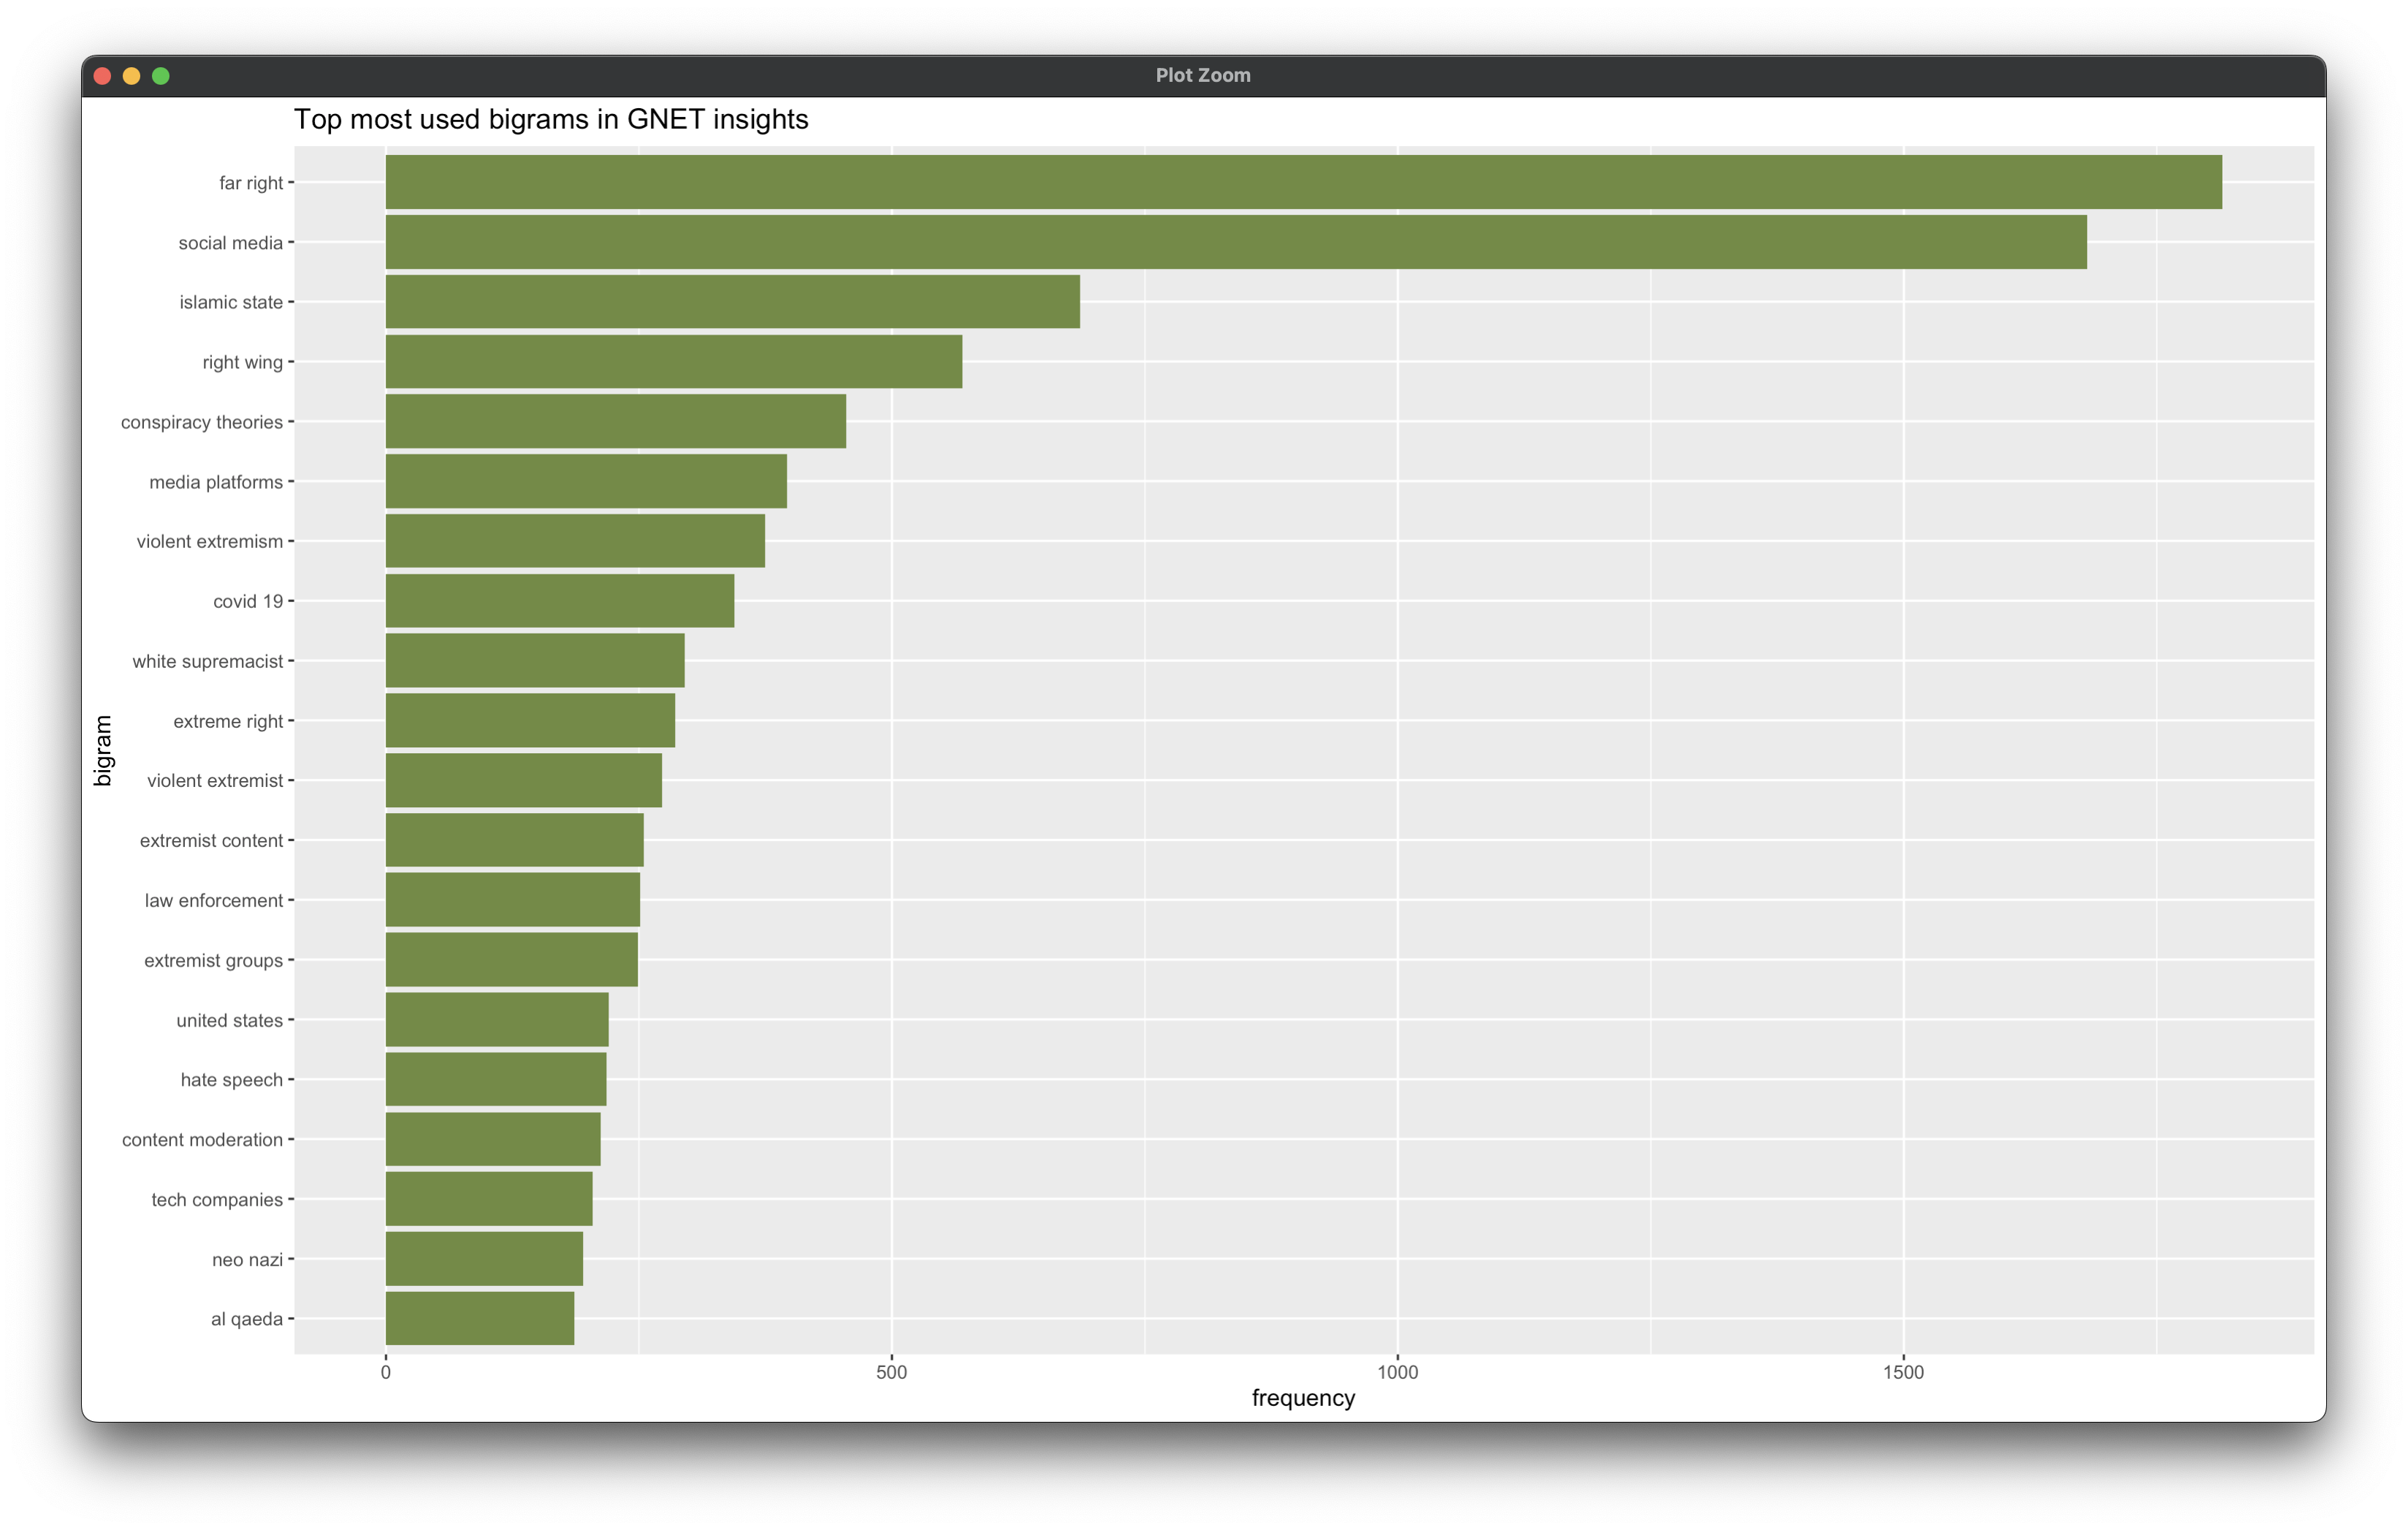 Plot Zoom
Top most used bigrams in GNET insights
far right
social media
islamic state
right wing
conspiracy theories
media platforms
violent extremism
covid 19
white supremacist
extreme right
violent extremist
extremist content
law enforcement
extremist groups
united states
hate speech
content moderation
tech companies
neo nazi
al qaeda
bigram
0 500 1000 1500
frequency